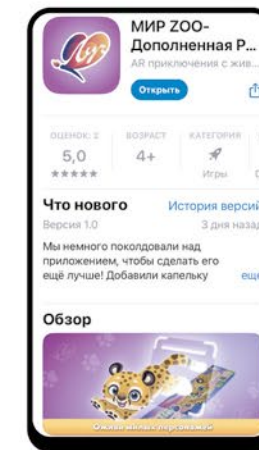 Луч
МИР ZOO-
Дополненная Р...
AR приключения с жив...
Открыть
ОЦЕНОК: 2 ВОЗРАСТ КАТЕГОРИЯ
5,0 4+
★★★★★ Игры
Что нового История версий
Версия 1.0 3 дня назад
Мы немного поколдовали над
приложением, чтобы сделать его
ещё лучше! Добавили капельку ещё
Обзор
Оживи милых персонажей